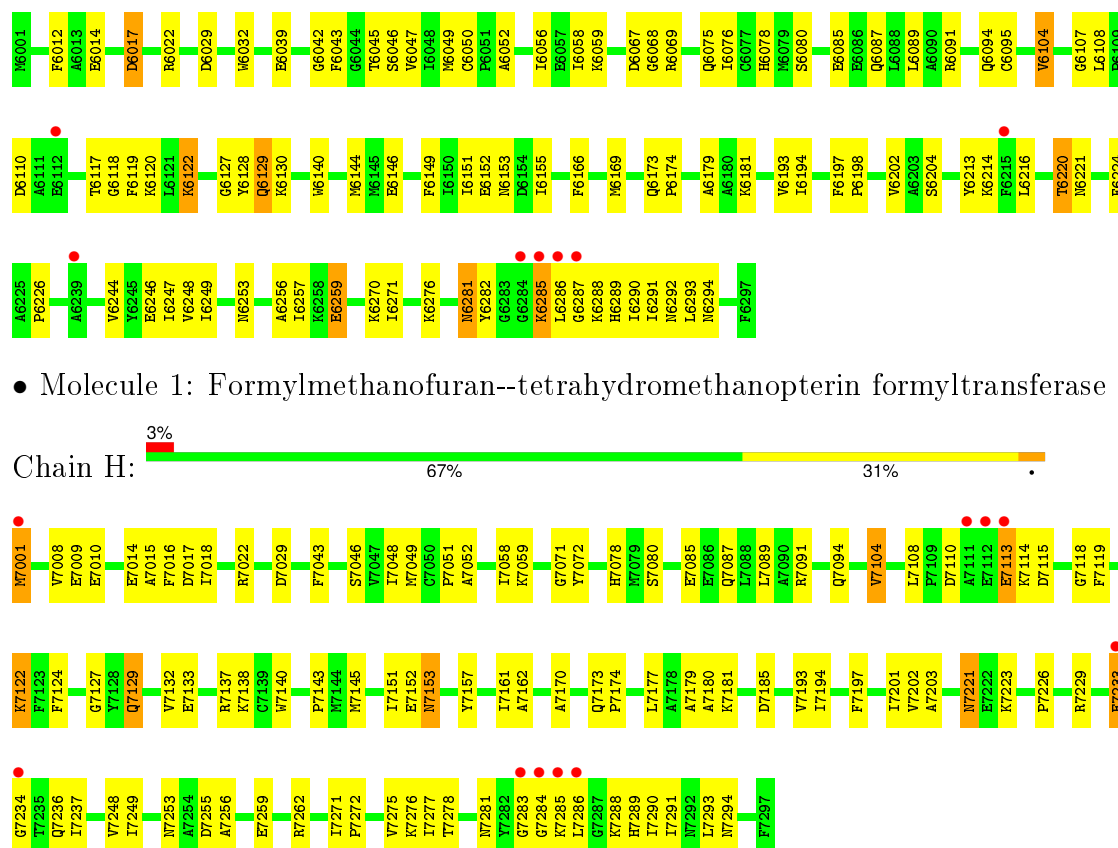 M6001 F6012 A6013 E6014 D6017 R6022 D6029 W6032 E6039 G6042 F6043 G6044 T6045 S6046 V6047 I6048 M6049 C6050 P6051 A6052 I6056 E6057 I6058 K6059 D6067 G6068 R6069 Q6075 I6076 C6077 H6078 M6079 S6080 E6085 E6086 Q6087 L6088 L6089 A6090 R6091 Q6094 C6095 V6104 G6107 L6108
D6110 A6111 E6112 T6117 G6118 F6119 K6120 L6121 K6122 G6127 Y6128 Q6129 K6130 W6140 M6144 M6145 E6146 F6149 I6150 I6151 E6152 N6153 D6154 I6155 F6166 M6169 Q6173 P6174 A6179 A6180 K6181 V6193 I6194 F6197 P6198 V6202 A6203 S6204 Y6213 K6214 F6215 L6216 T6220 N6221
A6225 P6226 A6239 V6244 Y6245 E6246 I6247 V6248 I6249 N6253 A6256 I6257 K6258 E6259 K6270 I6271 K6276 N6281 Y6282 G6283 G6284 K6285 L6286 G6287 K6288 H6289 I6290 I6291 N6292 L6293 N6294 F6297
• Molecule 1: Formylmethanofuran--tetrahydromethanopterin formyltransferase
3%
Chain H:
67% 31% •
M7001 V7008 E7009 E7010 E7014 A7015 F7016 D7017 I7018 R7022 D7029 F7043 S7046 V7047 I7048 M7049 C7050 P7051 A7052 I7058 K7059 G7071 Y7072 H7078 M7079 S7080 E7085 E7086 Q7087 L7088 L7089 A7090 R7091 Q7094 V7104 L7108 P7109 D7110 A7111 E7112 E7113 K7114 D7115 G7118 F7119
K7122 F7123 F7124 G7127 Y7128 Q7129 V7132 E7133 R7137 K7138 C7139 W7140 P7143 M7144 M7145 I7151 E7152 N7153 Y7157 I7161 A7162 A7170 Q7173 P7174 L7177 A7178 A7179 A7180 K7181 D7185 V7193 I7194 F7197 I7201 V7202 A7203 N7221 E7222 K7223 P7226 R7229
G7234 T7235 Q7236 I7237 V7248 I7249 N7253 A7254 D7255 A7256 E7259 R7262 I7271 P7272 V7275 K7276 I7277 T7278 N7281 Y7282 G7283 G7284 K7285 L7286 G7287 K7288 H7289 I7290 I7291 N7292 L7293 N7294 F7297